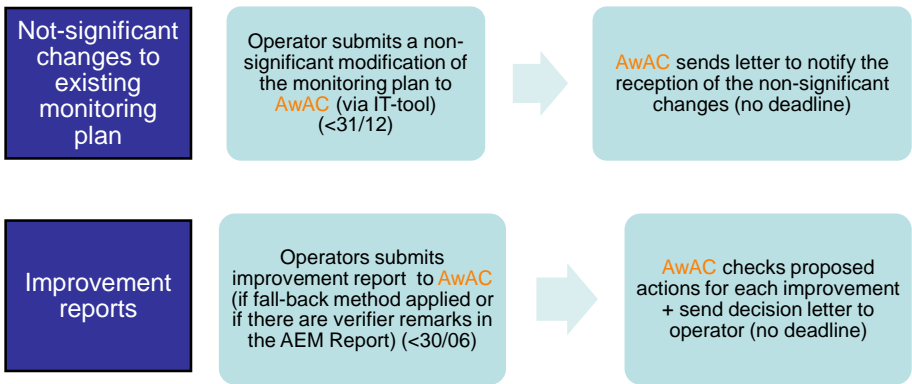 Not-significant
changes to
existing
monitoring
plan
Operator submits a non-
significant modification of
the monitoring plan to
AwAC (via IT-tool)
(<31/12)
AwAC sends letter to notify the
reception of the non-significant
changes (no deadline)
Improvement
reports
Operators submits
improvement report to AwAC
(if fall-back method applied or
if there are verifier remarks in
the AEM Report) (<30/06)
AwAC checks proposed
actions for each improvement
+ send decision letter to
operator (no deadline)